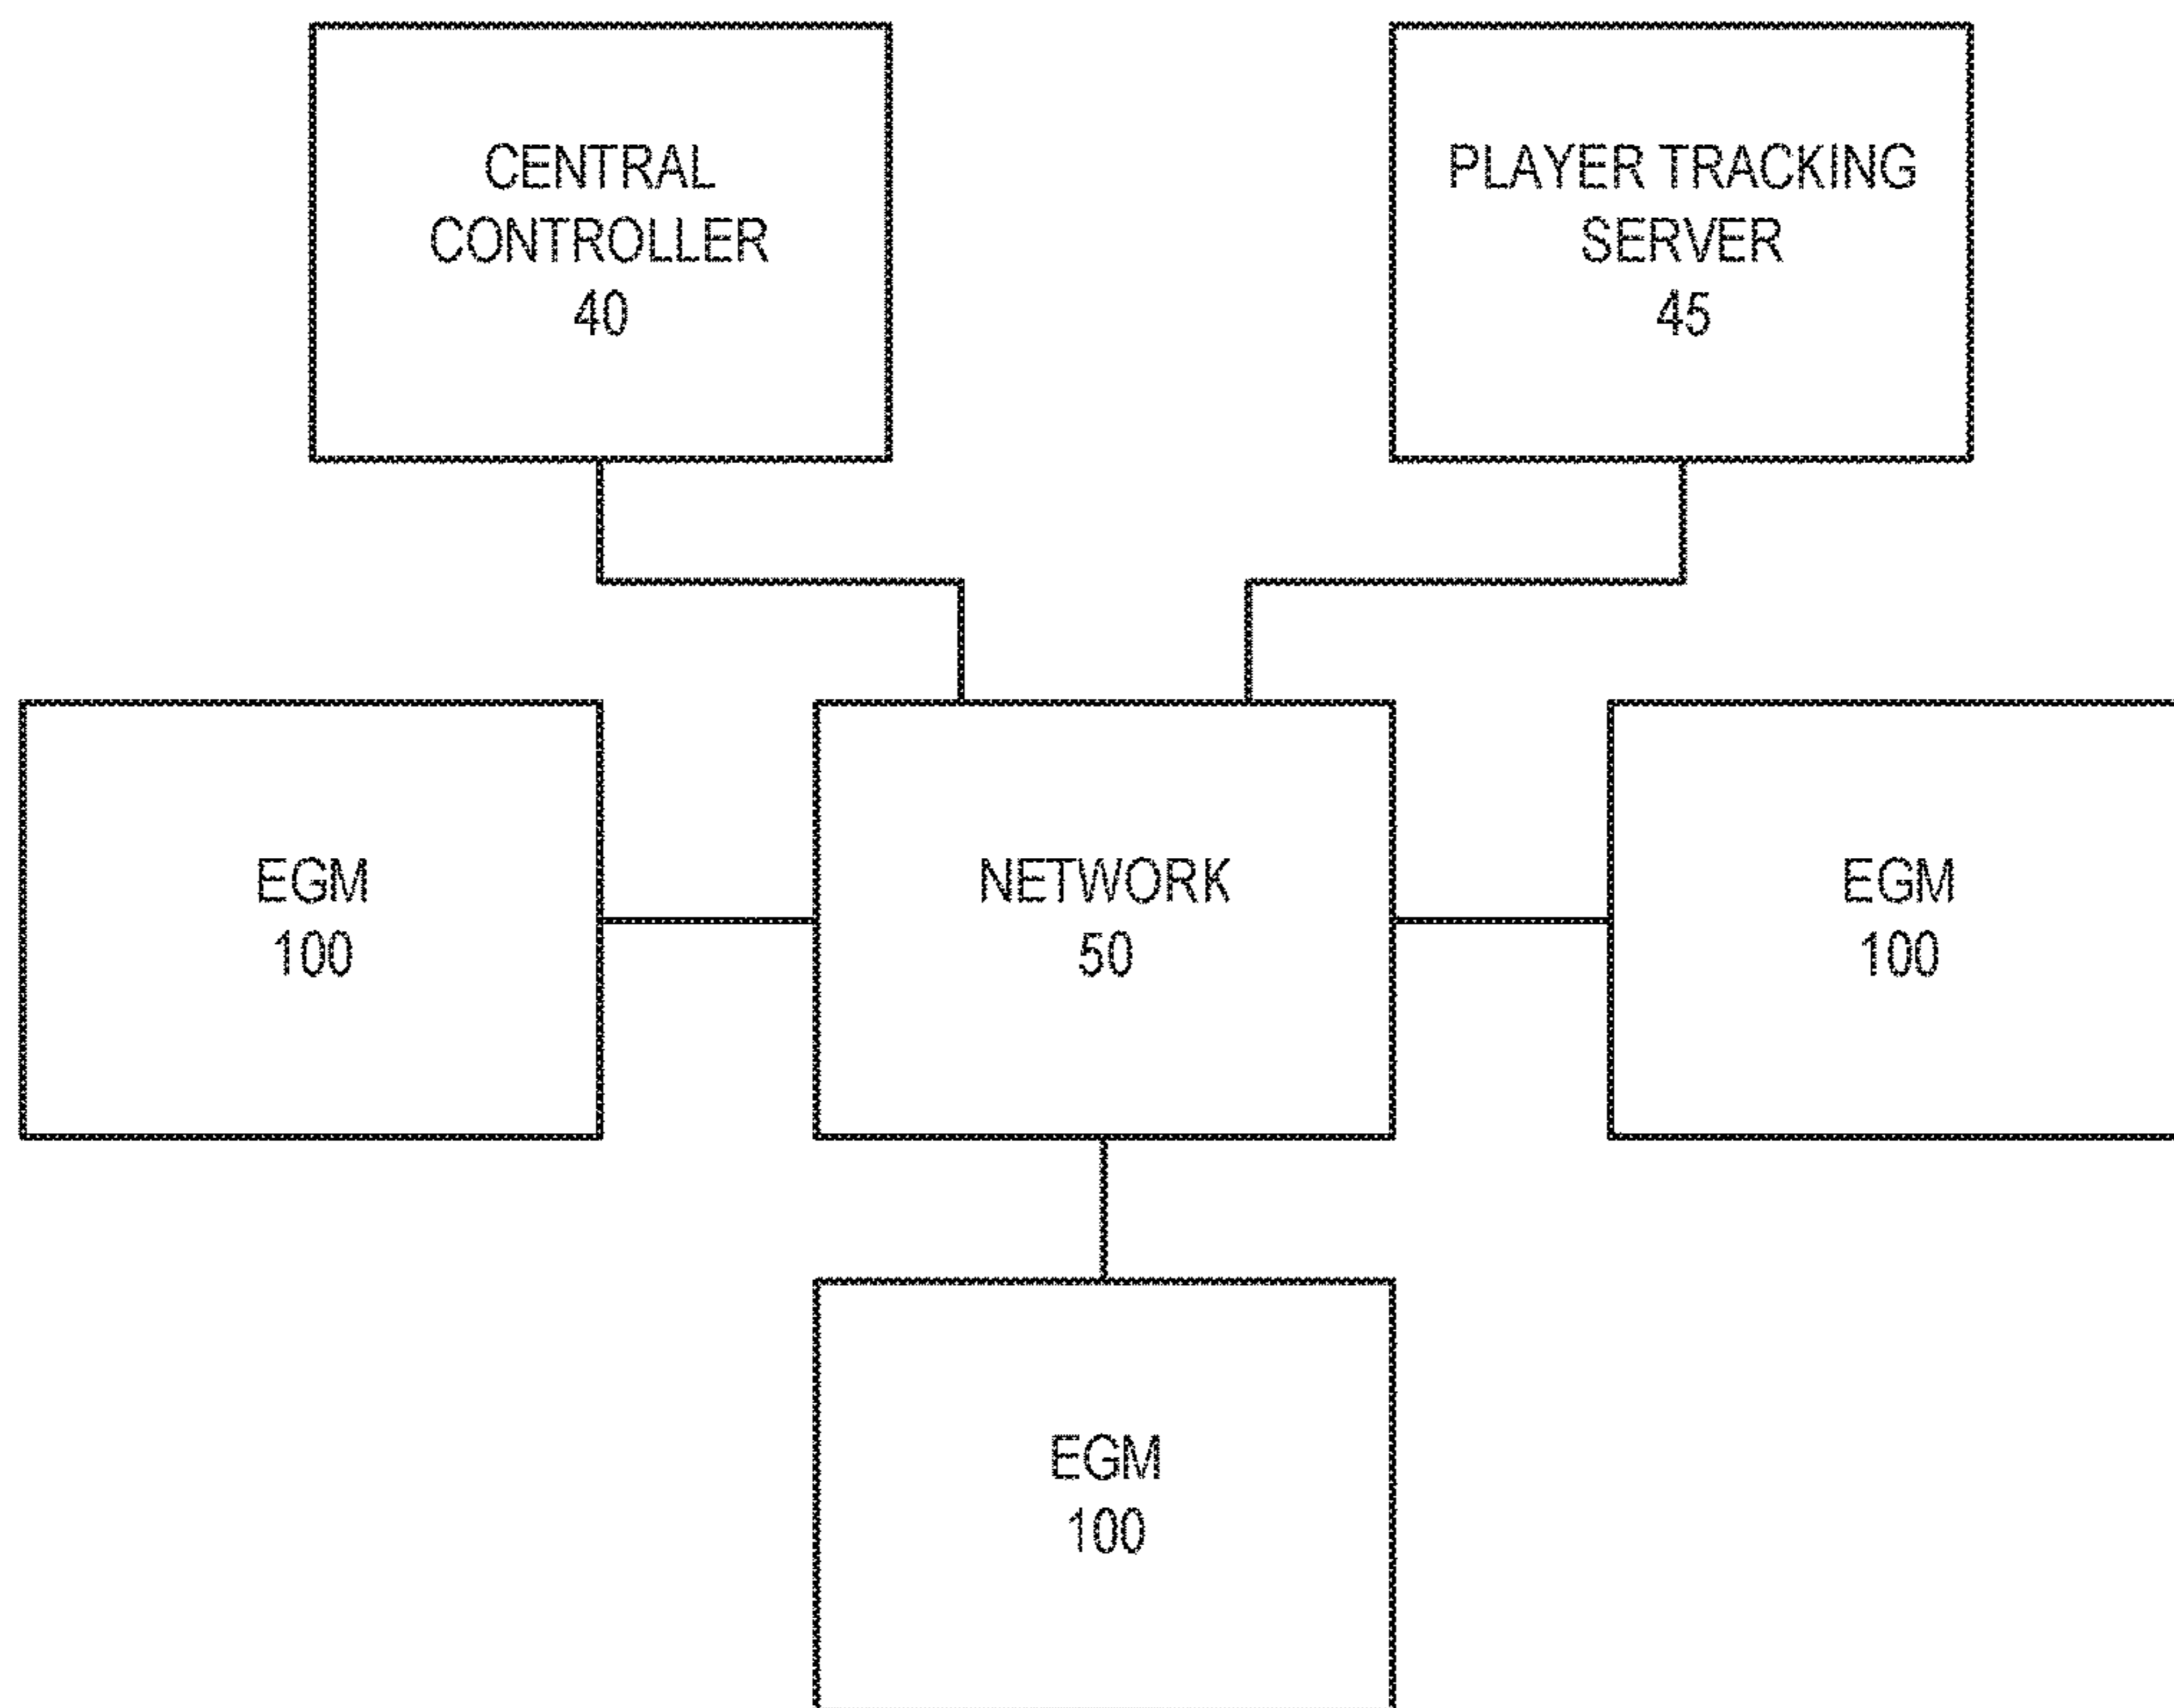 CENTRAL
CONTROLLER
40
PLAYER TRACKING
SERVER
45
EGM
100
NETWORK
50
EGM
100
EGM
100